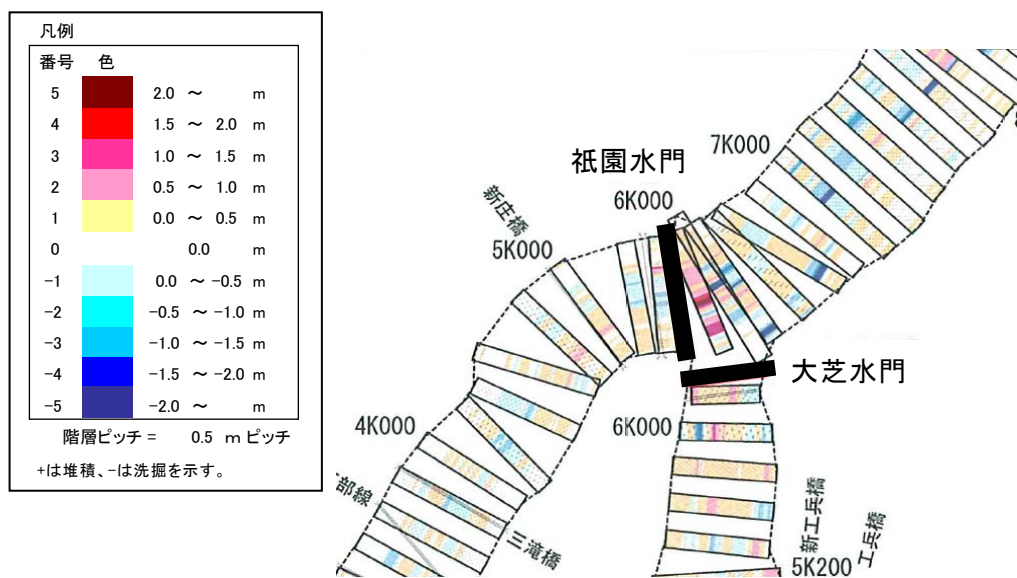 凡例
番号 色
5 2.0 ～ m
4 1.5 ～ 2.0 m
3 1.0 ～ 1.5 m
2 0.5 ～ 1.0 m
1 0.0 ～ 0.5 m
0 0.0 m
-1 0.0 ～ -0.5 m
-2 -0.5 ～ -1.0 m
-3 -1.0 ～ -1.5 m
-4 -1.5 ～ -2.0 m
-5 -2.0 ～ m
階層ピッチ = 0.5 m ピッチ
+は堆積、-は洗掘を示す。
7K000
祇園水門
6K000
新庄橋
5K000
大芝水門
4K000
6K000
部線
三滝橋
新工兵橋
工兵橋
5K200